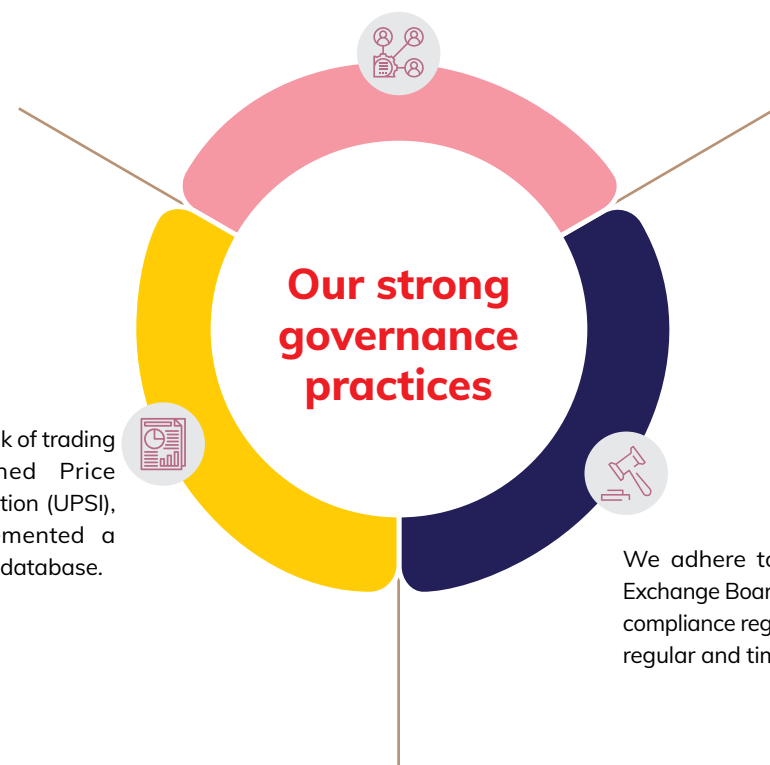 Our strong
governance
practices
k of trading
ned Price
tion (UPSI),
mented a
database.
We adhere to
Exchange Boar
compliance reg
regular and tim